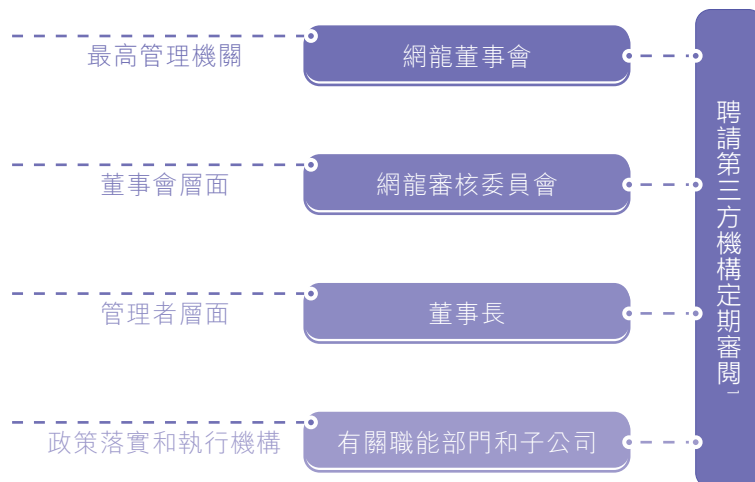 最高管理機關
網龍董事會
董事會層面
網龍審核委員會
管理者層面
董事長
政策落實和執行機構
有關職能部門和子公司
聘請第三方機構定期審閱1